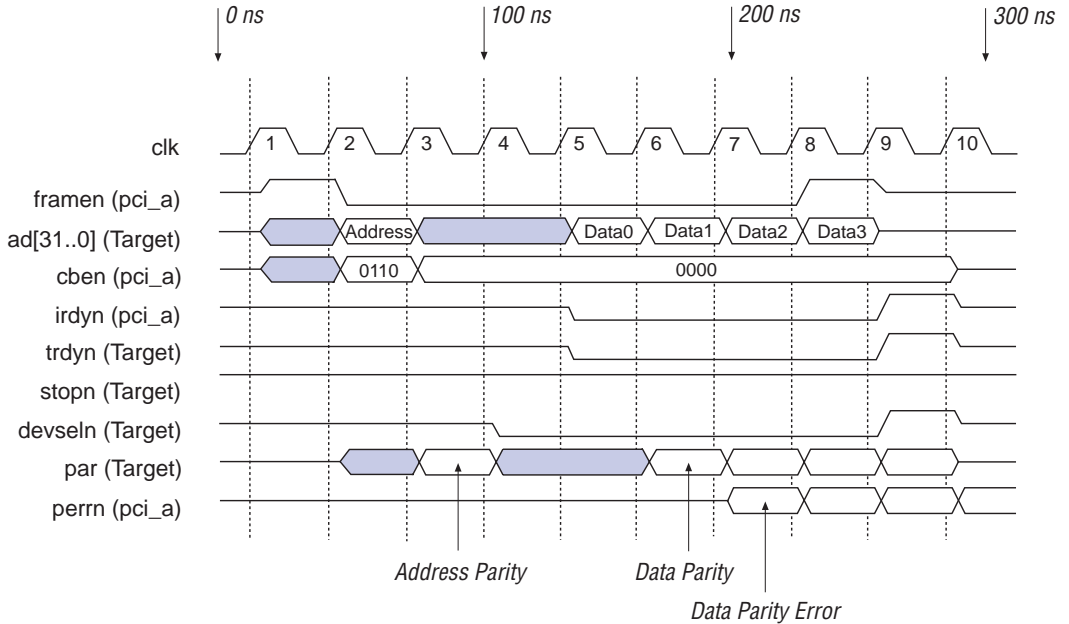 0 ns 100 ns 200 ns 300 ns
clk 1 2 3 4 5 6 7 8 9 10
framen (pci_a)
ad[31..0] (Target) Address Data0 Data1 Data2 Data3
cben (pci_a) 0110 0000
irdyn (pci_a)
trdyn (Target)
stopn (Target)
devseln (Target)
par (Target)
perrn (pci_a)
Address Parity Data Parity
Data Parity Error